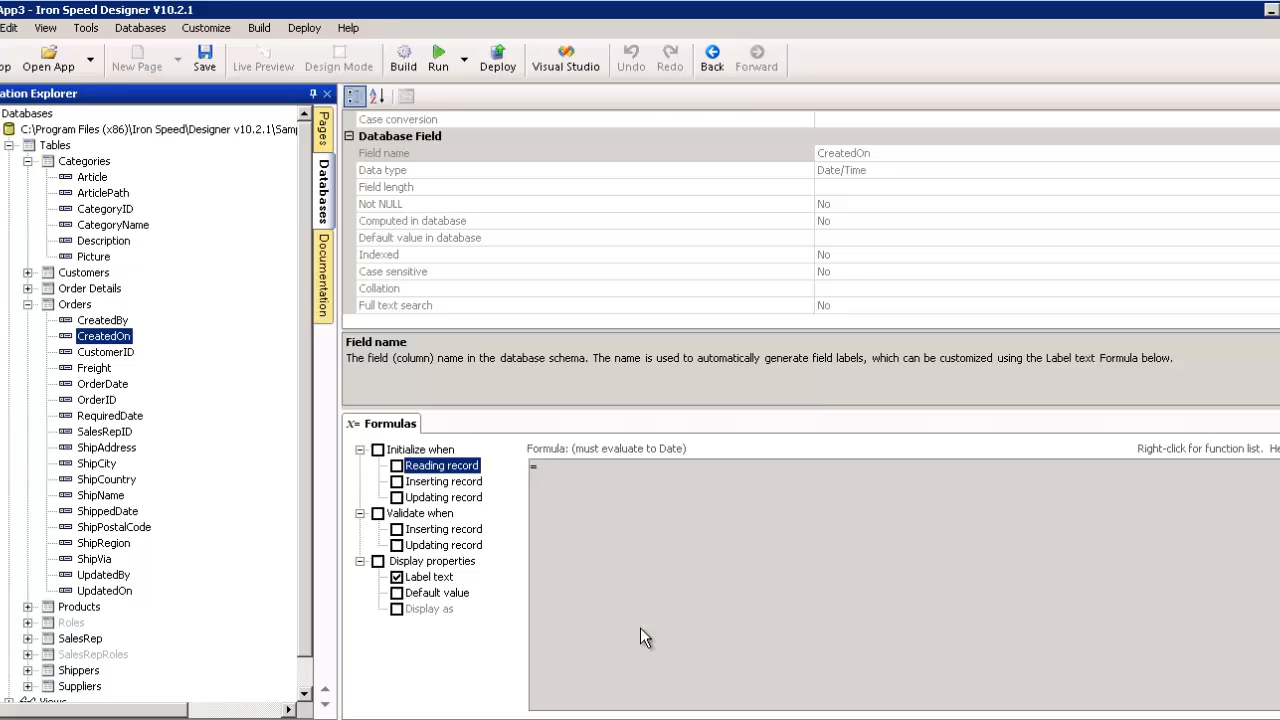 App3 - Iron Speed Designer V10.2.1
Edit View Tools Databases Customize Build Deploy Help
Open App New Page Save Live Preview Design Mode Build Run Deploy Visual Studio Undo Redo Back Forward
ation Explorer
Databases
C:\Program Files (x86)\Iron Speed\Designer v10.2.1\Sam
Tables
Categories
Article
ArticlePath
CategoryID
CategoryName
Description
Picture
Customers
Order Details
Orders
CreatedBy
CreatedOn
CustomerID
Freight
OrderDate
OrderID
RequiredDate
SalesRepID
ShipAddress
ShipCity
ShipCountry
ShipName
ShippedDate
ShipPostalCode
ShipRegion
ShipVia
UpdatedBy
UpdatedOn
Products
Roles
SalesRep
SalesRepRoles
Shippers
Suppliers
Views
Pages
Databases
Documentation
Case conversion
Database Field
Field name CreatedOn
Data type Date/Time
Field length
Not NULL No
Computed in database No
Default value in database
Indexed No
Case sensitive No
Collation
Full text search No
Field name
The field (column) name in the database schema. The name is used to automatically generate field labels, which can be customized using the Label text Formula below.
X= Formulas
Initialize when
Reading record
Inserting record
Updating record
Validate when
Inserting record
Updating record
Display properties
Label text
Default value
Display as
Formula: (must evaluate to Date) Right-click for function list. He
=